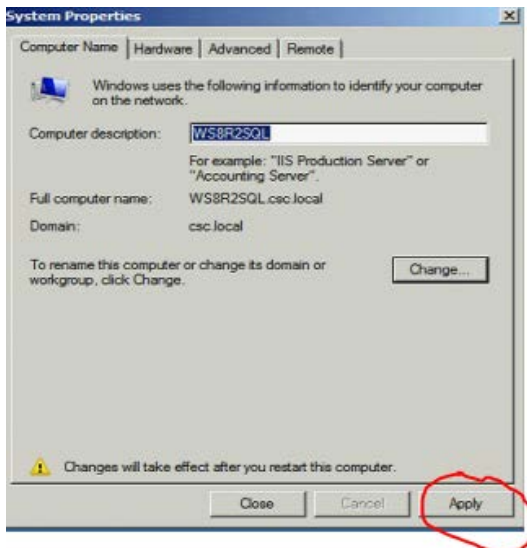 System Properties
Computer Name Hardware Advanced Remote
Windows uses the following information to identify your computer
on the network.
Computer description: WS8R2SQL
For example: "IIS Production Server" or
"Accounting Server".
Full computer name: WS8R2SQL.csc.local
Domain: csc.local
To rename this computer or change its domain or
workgroup, click Change.
Change...
Changes will take effect after you restart this computer.
Close Cancel Apply